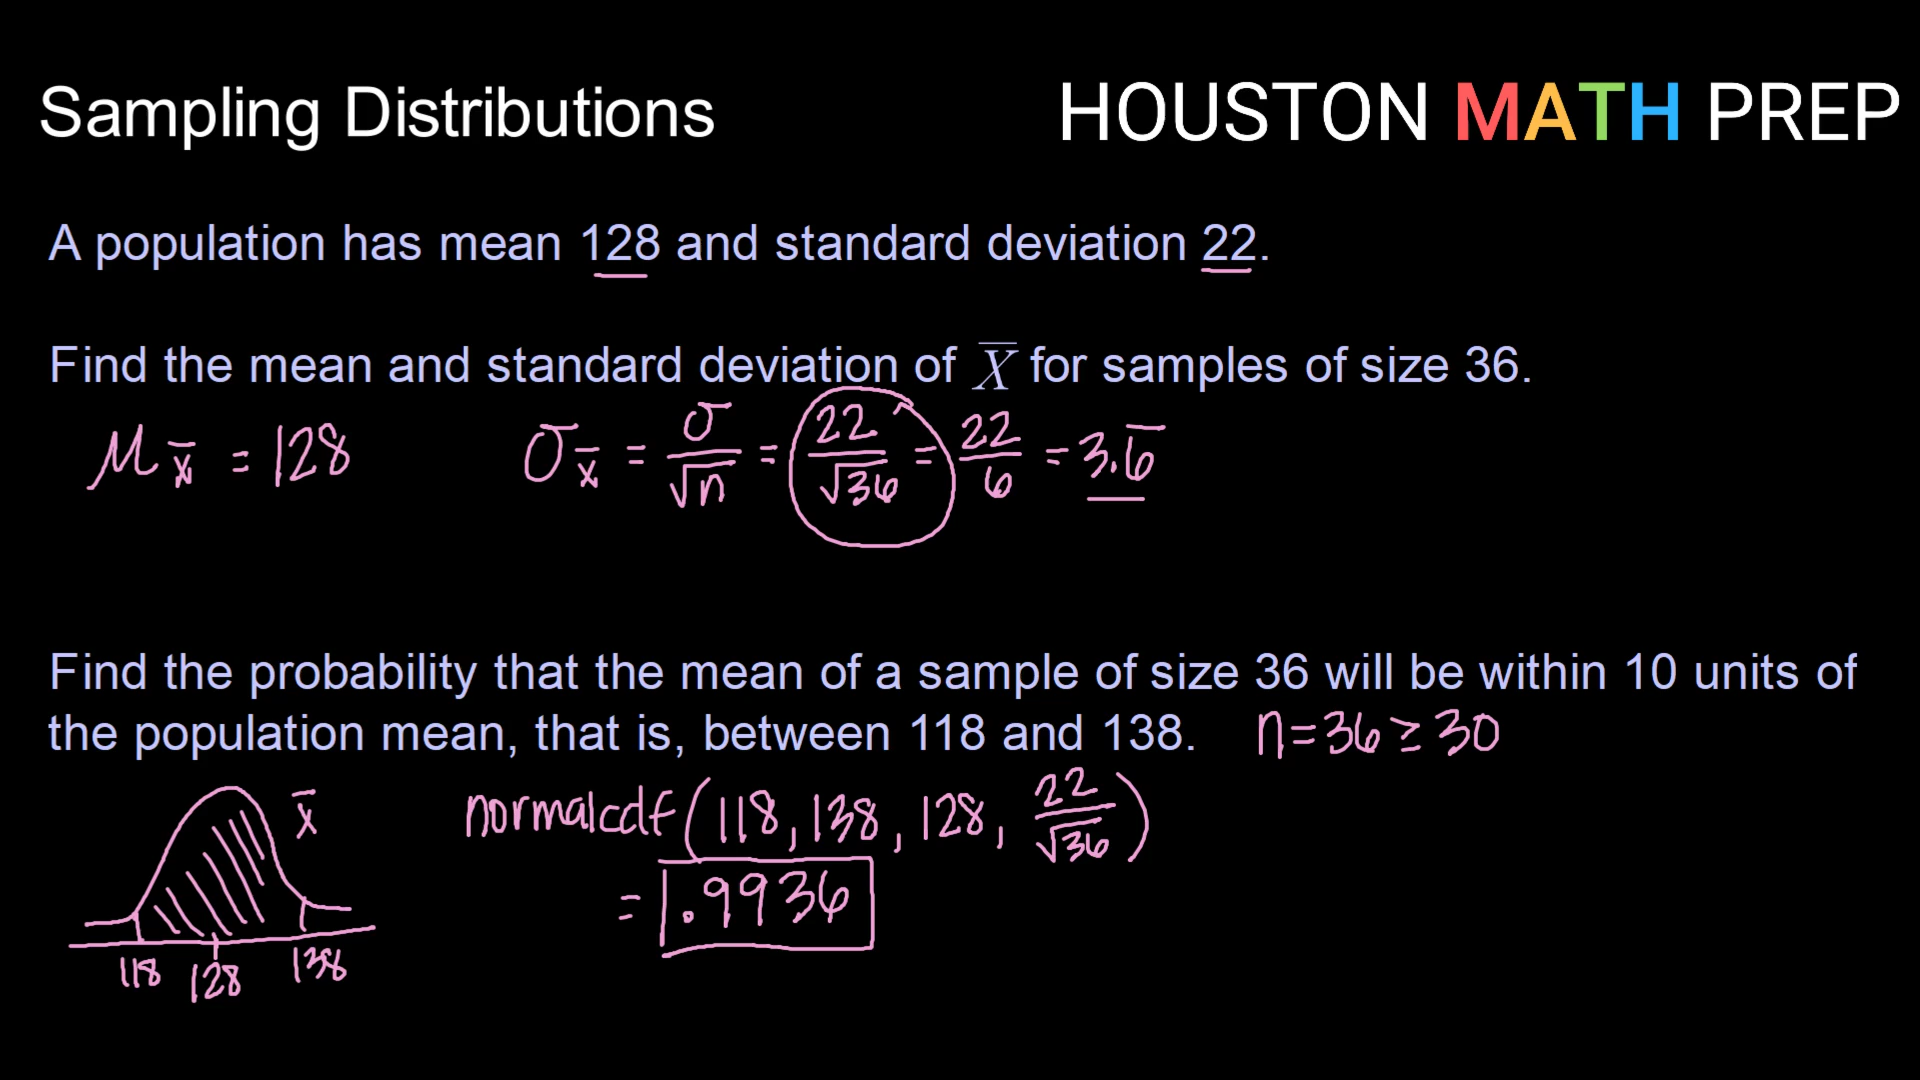 Sampling Distributions HOUSTON MATH PREP
A population has mean 128 and standard deviation 22.
Find the mean and standard deviation of X̅ for samples of size 36.
μx̅ = 128 σx̅ = σ/√n = 22/√36 = 22/6 = 3.6̅
Find the probability that the mean of a sample of size 36 will be within 10 units of
the population mean, that is, between 118 and 138. n = 36 ≥ 30
x̅ normalcdf(118, 138, 128, 22/√36)
= .9936
118 128 138